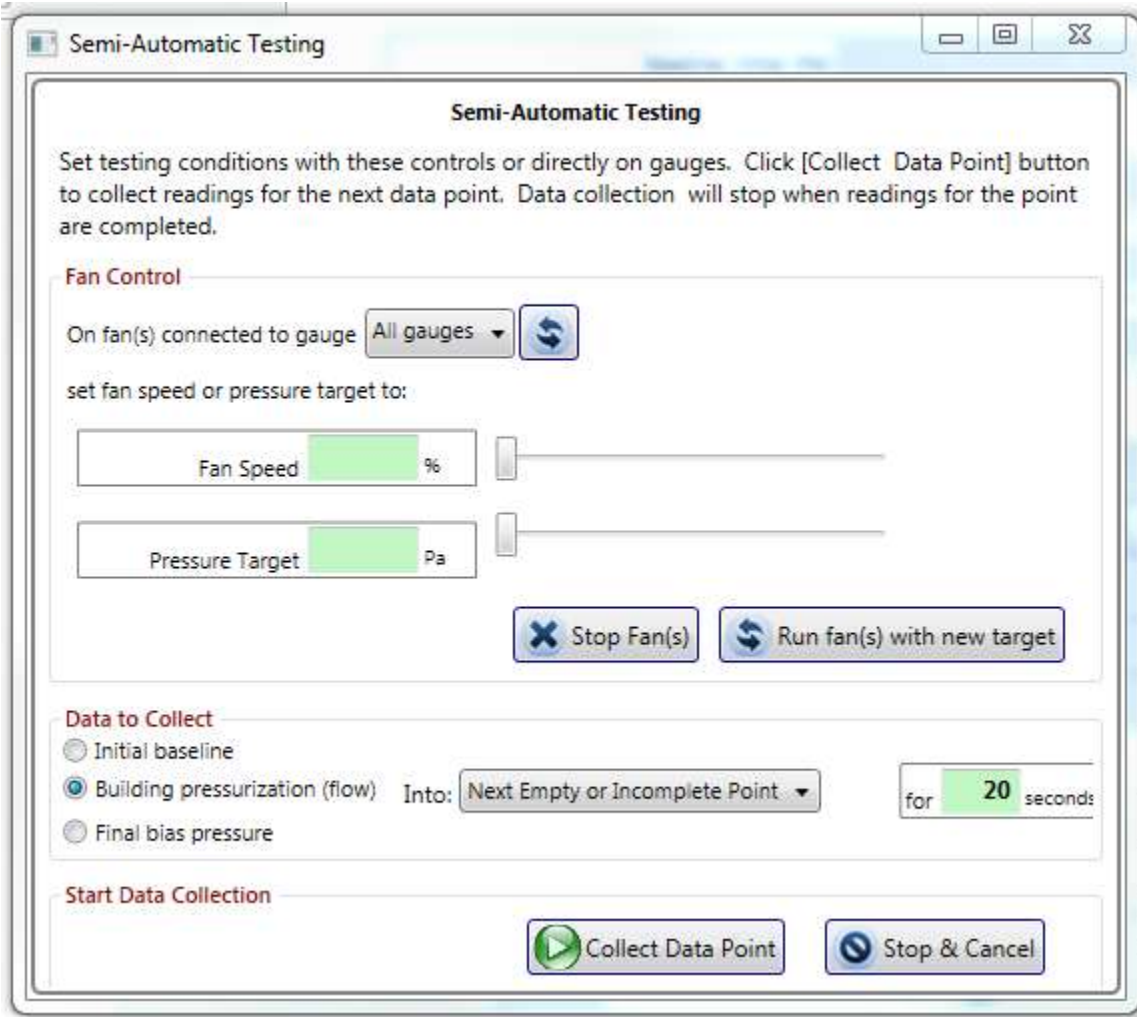 Semi-Automatic Testing
Semi-Automatic Testing
Set testing conditions with these controls or directly on gauges. Click [Collect Data Point] button
to collect readings for the next data point. Data collection will stop when readings for the point
are completed.
Fan Control
On fan(s) connected to gauge All gauges
set fan speed or pressure target to:
Fan Speed %
Pressure Target Pa
Stop Fan(s) Run fan(s) with new target
Data to Collect
Initial baseline
Building pressurization (flow) Into: Next Empty or Incomplete Point for 20 seconds
Final bias pressure
Start Data Collection
Collect Data Point Stop & Cancel